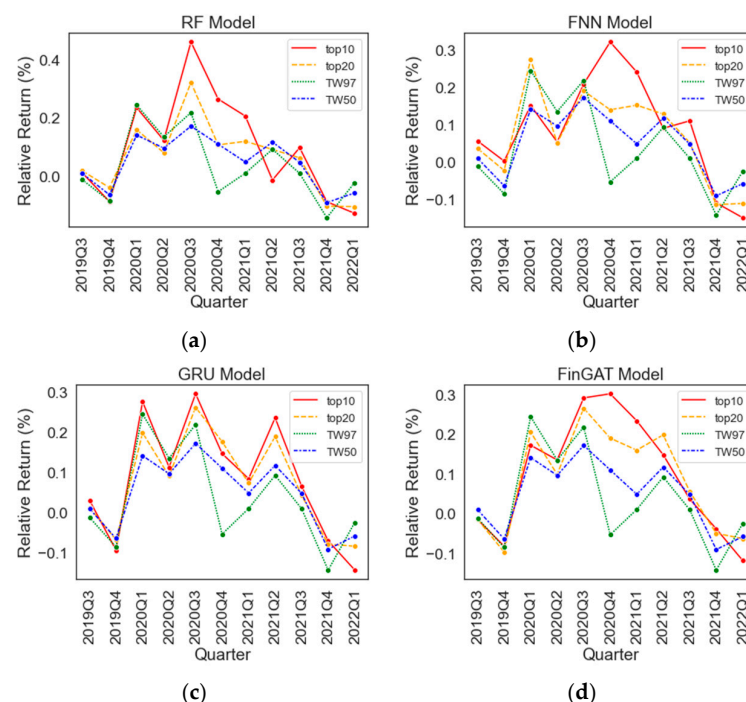 RF Model
Relative Return (%)
0.4
0.2
0.0
top10
top20
TW97
TW50
2019Q3
2019Q4
2020Q1
2020Q2
2020Q3
2020Q4
2021Q1
2021Q2
2021Q3
2021Q4
2022Q1
Quarter
(a)
FNN Model
Relative Return (%)
0.3
0.2
0.1
0.0
−0.1
top10
top20
TW97
TW50
2019Q3
2019Q4
2020Q1
2020Q2
2020Q3
2020Q4
2021Q1
2021Q2
2021Q3
2021Q4
2022Q1
Quarter
(b)
GRU Model
Relative Return (%)
0.3
0.2
0.1
0.0
−0.1
top10
top20
TW97
TW50
2019Q3
2019Q4
2020Q1
2020Q2
2020Q3
2020Q4
2021Q1
2021Q2
2021Q3
2021Q4
2022Q1
Quarter
(c)
FinGAT Model
Relative Return (%)
0.3
0.2
0.1
0.0
−0.1
top10
top20
TW97
TW50
2019Q3
2019Q4
2020Q1
2020Q2
2020Q3
2020Q4
2021Q1
2021Q2
2021Q3
2021Q4
2022Q1
Quarter
(d)